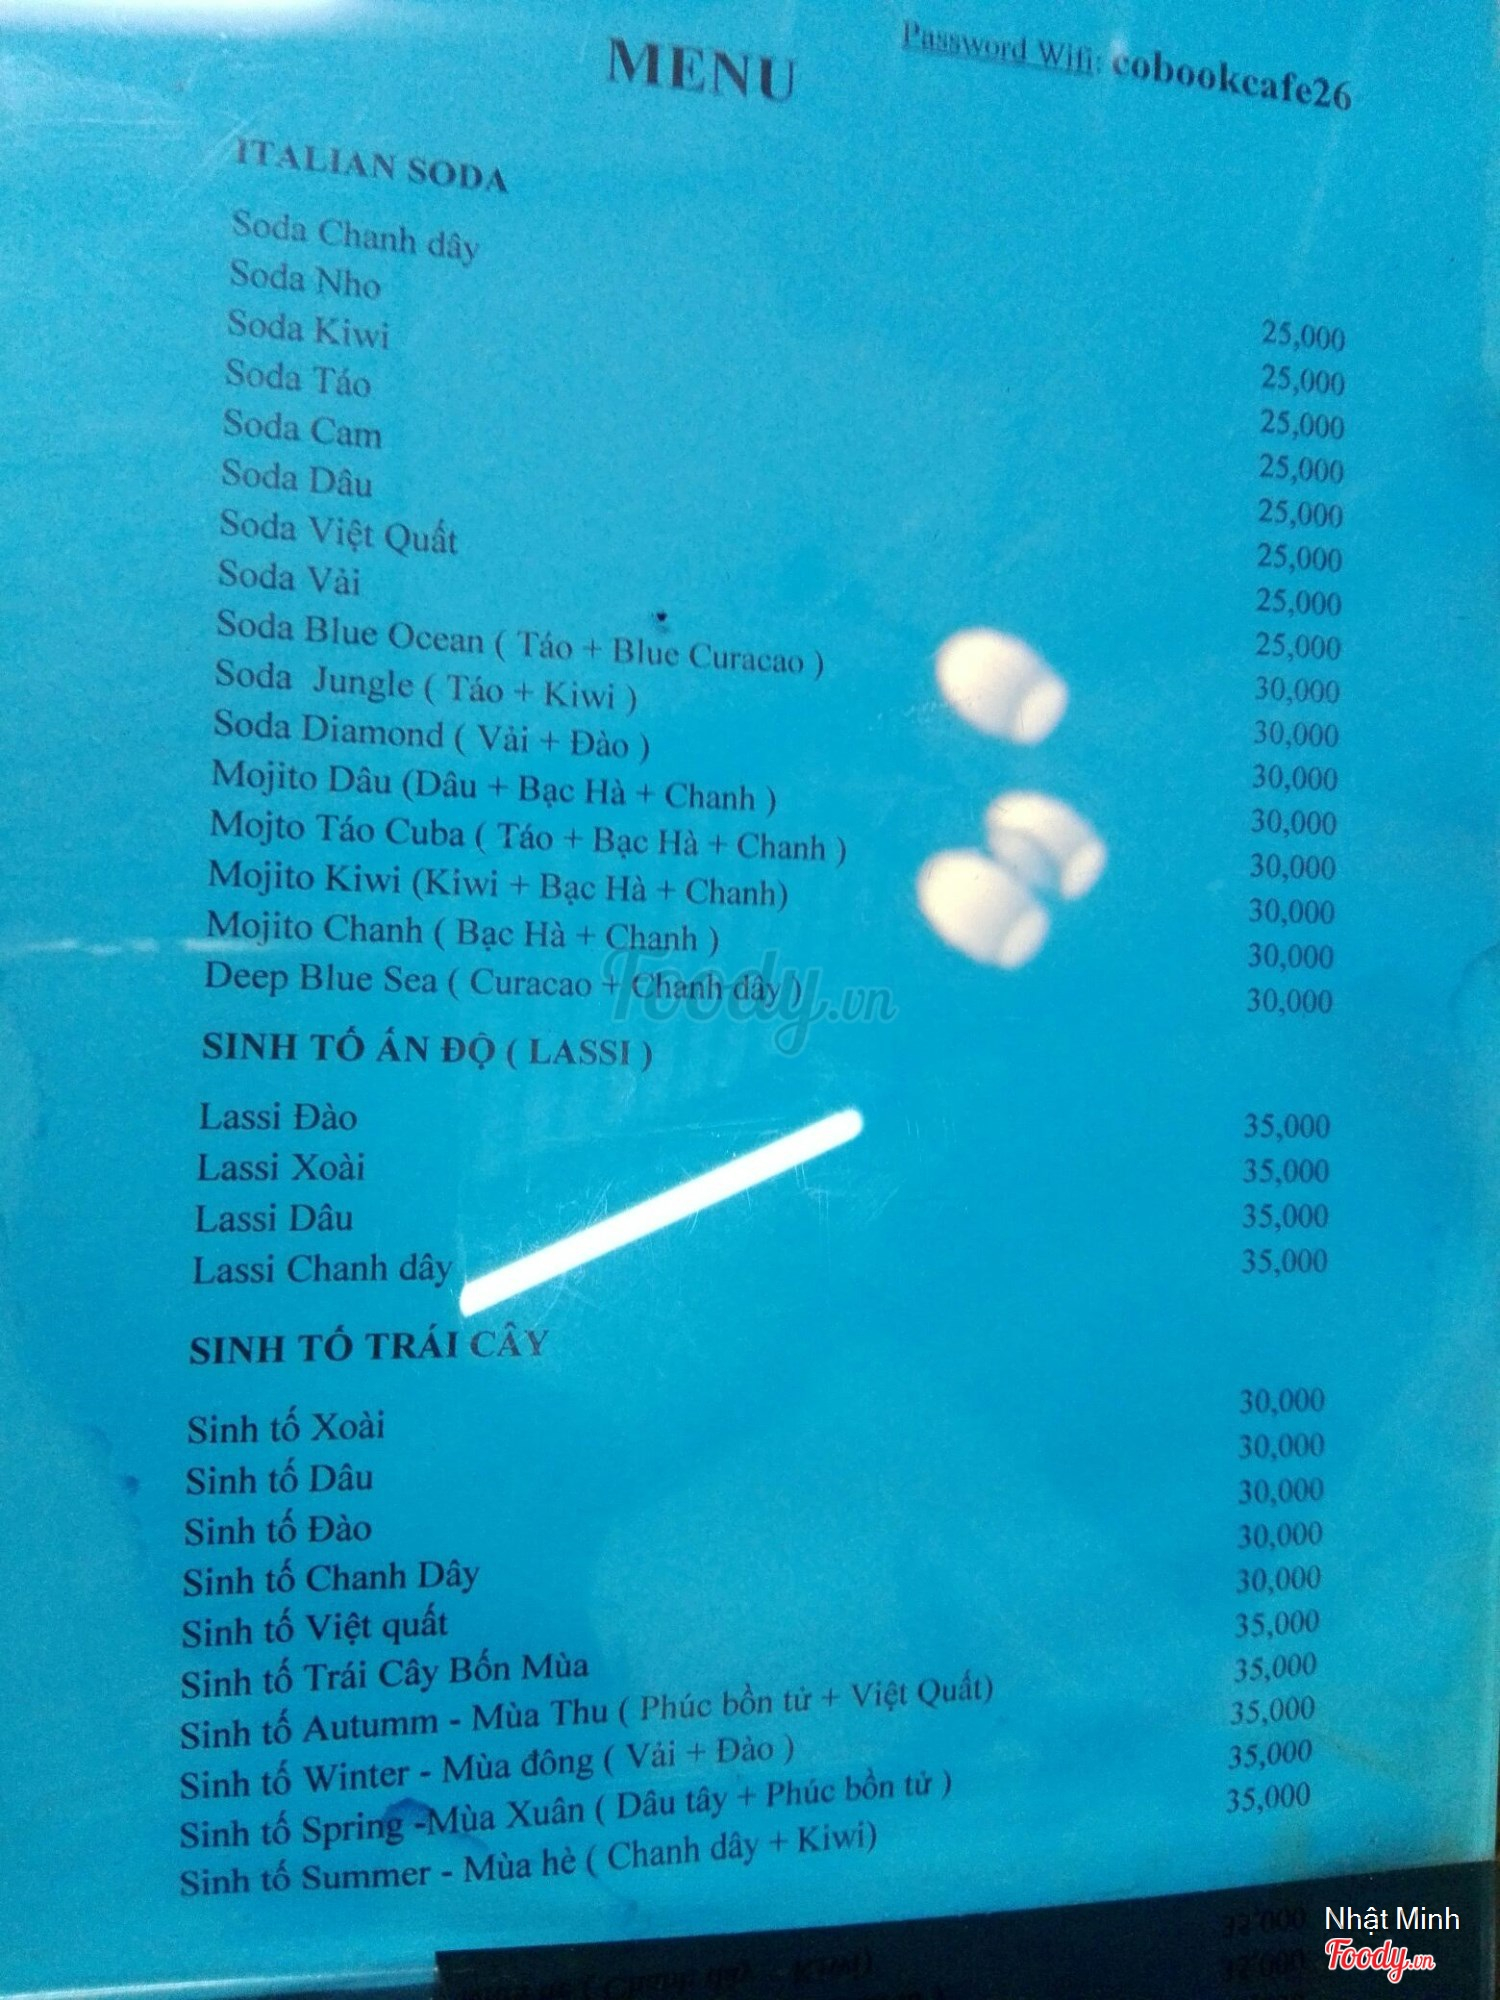 MENU
Password Wifi: cobookcafe26
ITALIAN SODA
Soda Chanh dây 25,000
Soda Nho 25,000
Soda Kiwi 25,000
Soda Táo 25,000
Soda Cam 25,000
Soda Dâu 25,000
Soda Việt Quất 25,000
Soda Vải 25,000
Soda Blue Ocean ( Táo + Blue Curacao ) 30,000
Soda Jungle ( Táo + Kiwi ) 30,000
Soda Diamond ( Vải + Đào ) 30,000
Mojito Dâu (Dâu + Bạc Hà + Chanh ) 30,000
Mojto Táo Cuba ( Táo + Bạc Hà + Chanh ) 30,000
Mojito Kiwi (Kiwi + Bạc Hà + Chanh) 30,000
Mojito Chanh ( Bạc Hà + Chanh ) 30,000
Deep Blue Sea ( Curacao + Chanh dây ) 30,000
Foody.vn
SINH TỐ ẤN ĐỘ ( LASSI )
Lassi Đào 35,000
Lassi Xoài 35,000
Lassi Dâu 35,000
Lassi Chanh dây 35,000
SINH TỐ TRÁI CÂY
Sinh tố Xoài 30,000
Sinh tố Dâu 30,000
Sinh tố Đào 30,000
Sinh tố Chanh Dây 30,000
Sinh tố Việt quất 30,000
Sinh tố Trái Cây Bốn Mùa 35,000
Sinh tố Autumm - Mùa Thu ( Phúc bồn tử + Việt Quất) 35,000
Sinh tố Winter - Mùa đông ( Vải + Đào ) 35,000
Sinh tố Spring -Mùa Xuân ( Dâu tây + Phúc bồn tử ) 35,000
Sinh tố Summer - Mùa hè ( Chanh dây + Kiwi) 35,000
Nhật Minh
Foody.vn